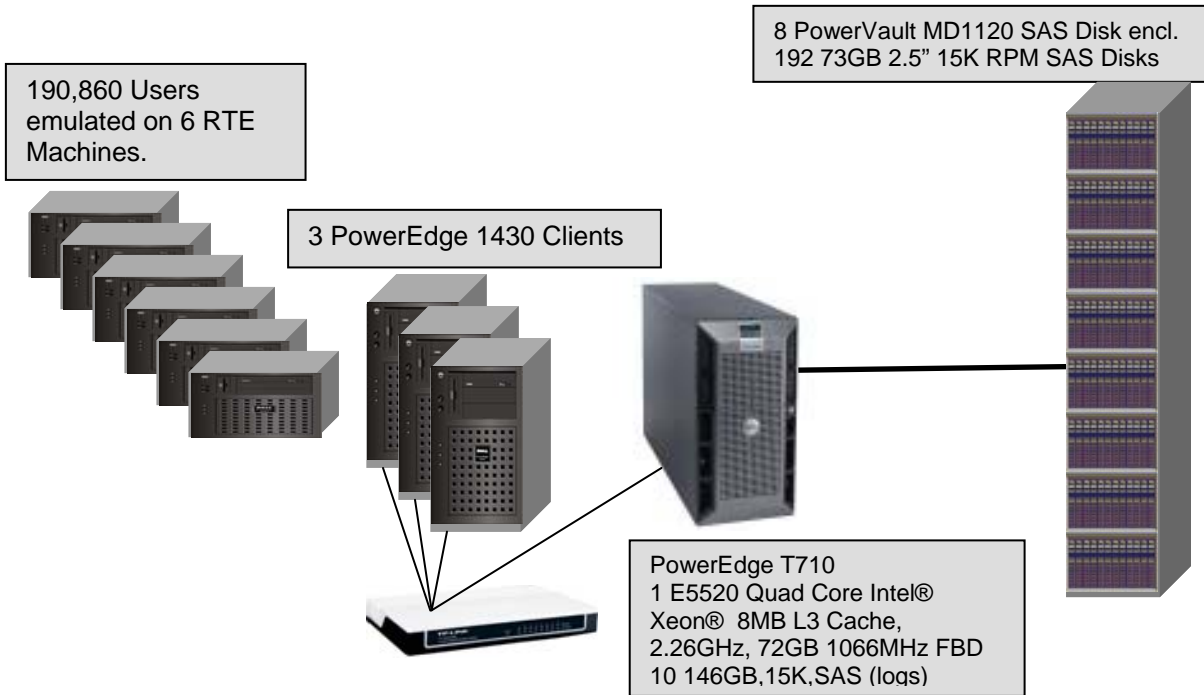 8 PowerVault MD1120 SAS Disk encl.
192 73GB 2.5” 15K RPM SAS Disks
190,860 Users
emulated on 6 RTE
Machines.
3 PowerEdge 1430 Clients
TP-LINK
PowerEdge T710
1 E5520 Quad Core Intel®
Xeon®  8MB L3 Cache,
2.26GHz, 72GB 1066MHz FBD
10 146GB,15K,SAS (logs)